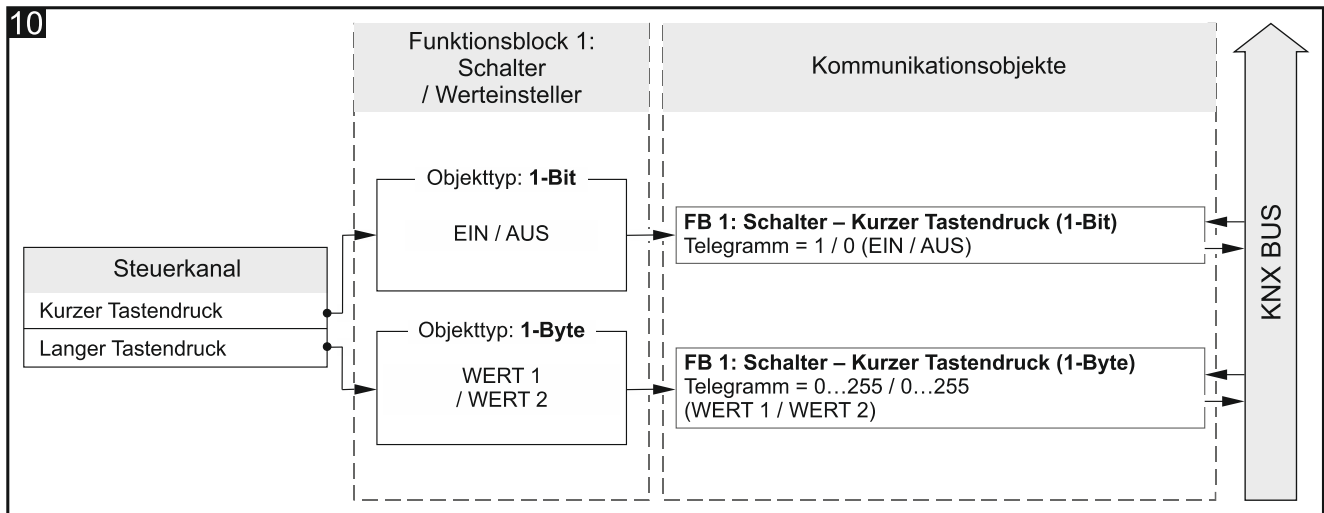 10
Funktionsblock 1:
Schalter
/ Werteinsteller
Kommunikationsobjekte
Steuerkanal
Kurzer Tastendruck
Langer Tastendruck
Objekttyp: 1-Bit
EIN / AUS
Objekttyp: 1-Byte
WERT 1
/ WERT 2
FB 1: Schalter – Kurzer Tastendruck (1-Bit)
Telegramm = 1 / 0 (EIN / AUS)
FB 1: Schalter – Kurzer Tastendruck (1-Byte)
Telegramm = 0...255 / 0...255
(WERT 1 / WERT 2)
KNX BUS